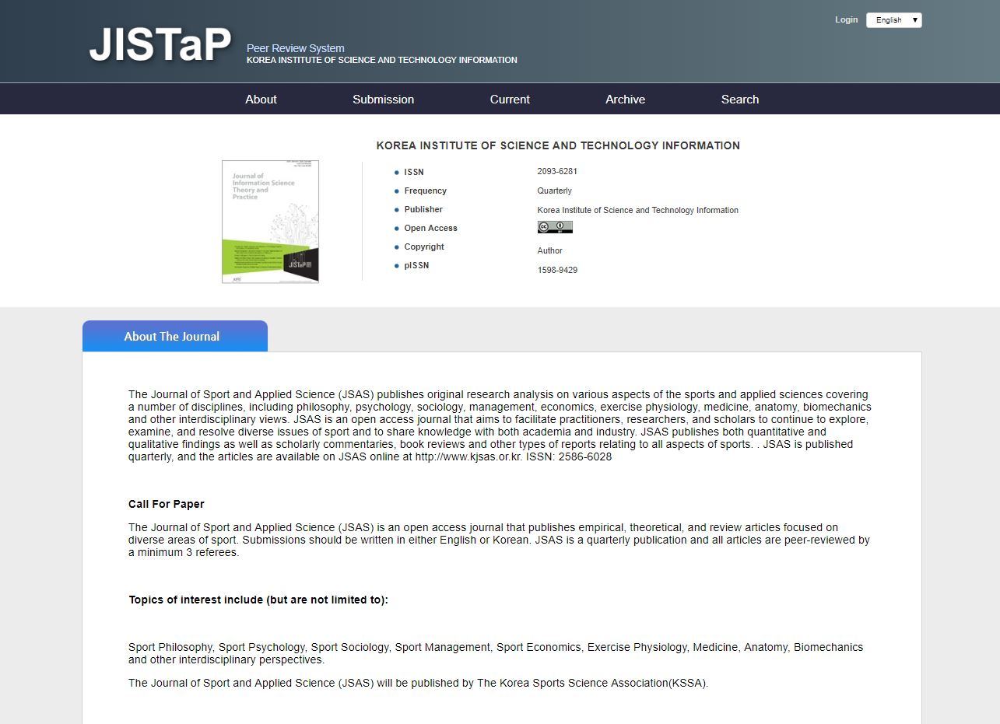 JISTaP
Peer Review System
KOREA INSTITUTE OF SCIENCE AND TECHNOLOGY INFORMATION
Login
English
About
Submission
Current
Archive
Search
KOREA INSTITUTE OF SCIENCE AND TECHNOLOGY INFORMATION
Journal of
Information Science
Theory and
Practice
JISTaP
ISSN
2093-6281
Frequency
Quarterly
Publisher
Korea Institute of Science and Technology Information
Open Access
cc
BY
Copyright
Author
pISSN
1598-9429
About The Journal
The Journal of Sport and Applied Science (JSAS) publishes original research analysis on various aspects of the sports and applied sciences covering
a number of disciplines, including philosophy, psychology, sociology, management, economics, exercise physiology, medicine, anatomy, biomechanics
and other interdisciplinary views. JSAS is an open access journal that aims to facilitate practitioners, researchers, and scholars to continue to explore,
examine, and resolve diverse issues of sport and to share knowledge with both academia and industry. JSAS publishes both quantitative and
qualitative findings as well as scholarly commentaries, book reviews and other types of reports relating to all aspects of sports. . JSAS is published
quarterly, and the articles are available on JSAS online at http://www.kjsas.or.kr. ISSN: 2586-6028
Call For Paper
The Journal of Sport and Applied Science (JSAS) is an open access journal that publishes empirical, theoretical, and review articles focused on
diverse areas of sport. Submissions should be written in either English or Korean. JSAS is a quarterly publication and all articles are peer-reviewed by
a minimum 3 referees.
Topics of interest include (but are not limited to):
Sport Philosophy, Sport Psychology, Sport Sociology, Sport Management, Sport Economics, Exercise Physiology, Medicine, Anatomy, Biomechanics
and other interdisciplinary perspectives.
The Journal of Sport and Applied Science (JSAS) will be published by The Korea Sports Science Association(KSSA).